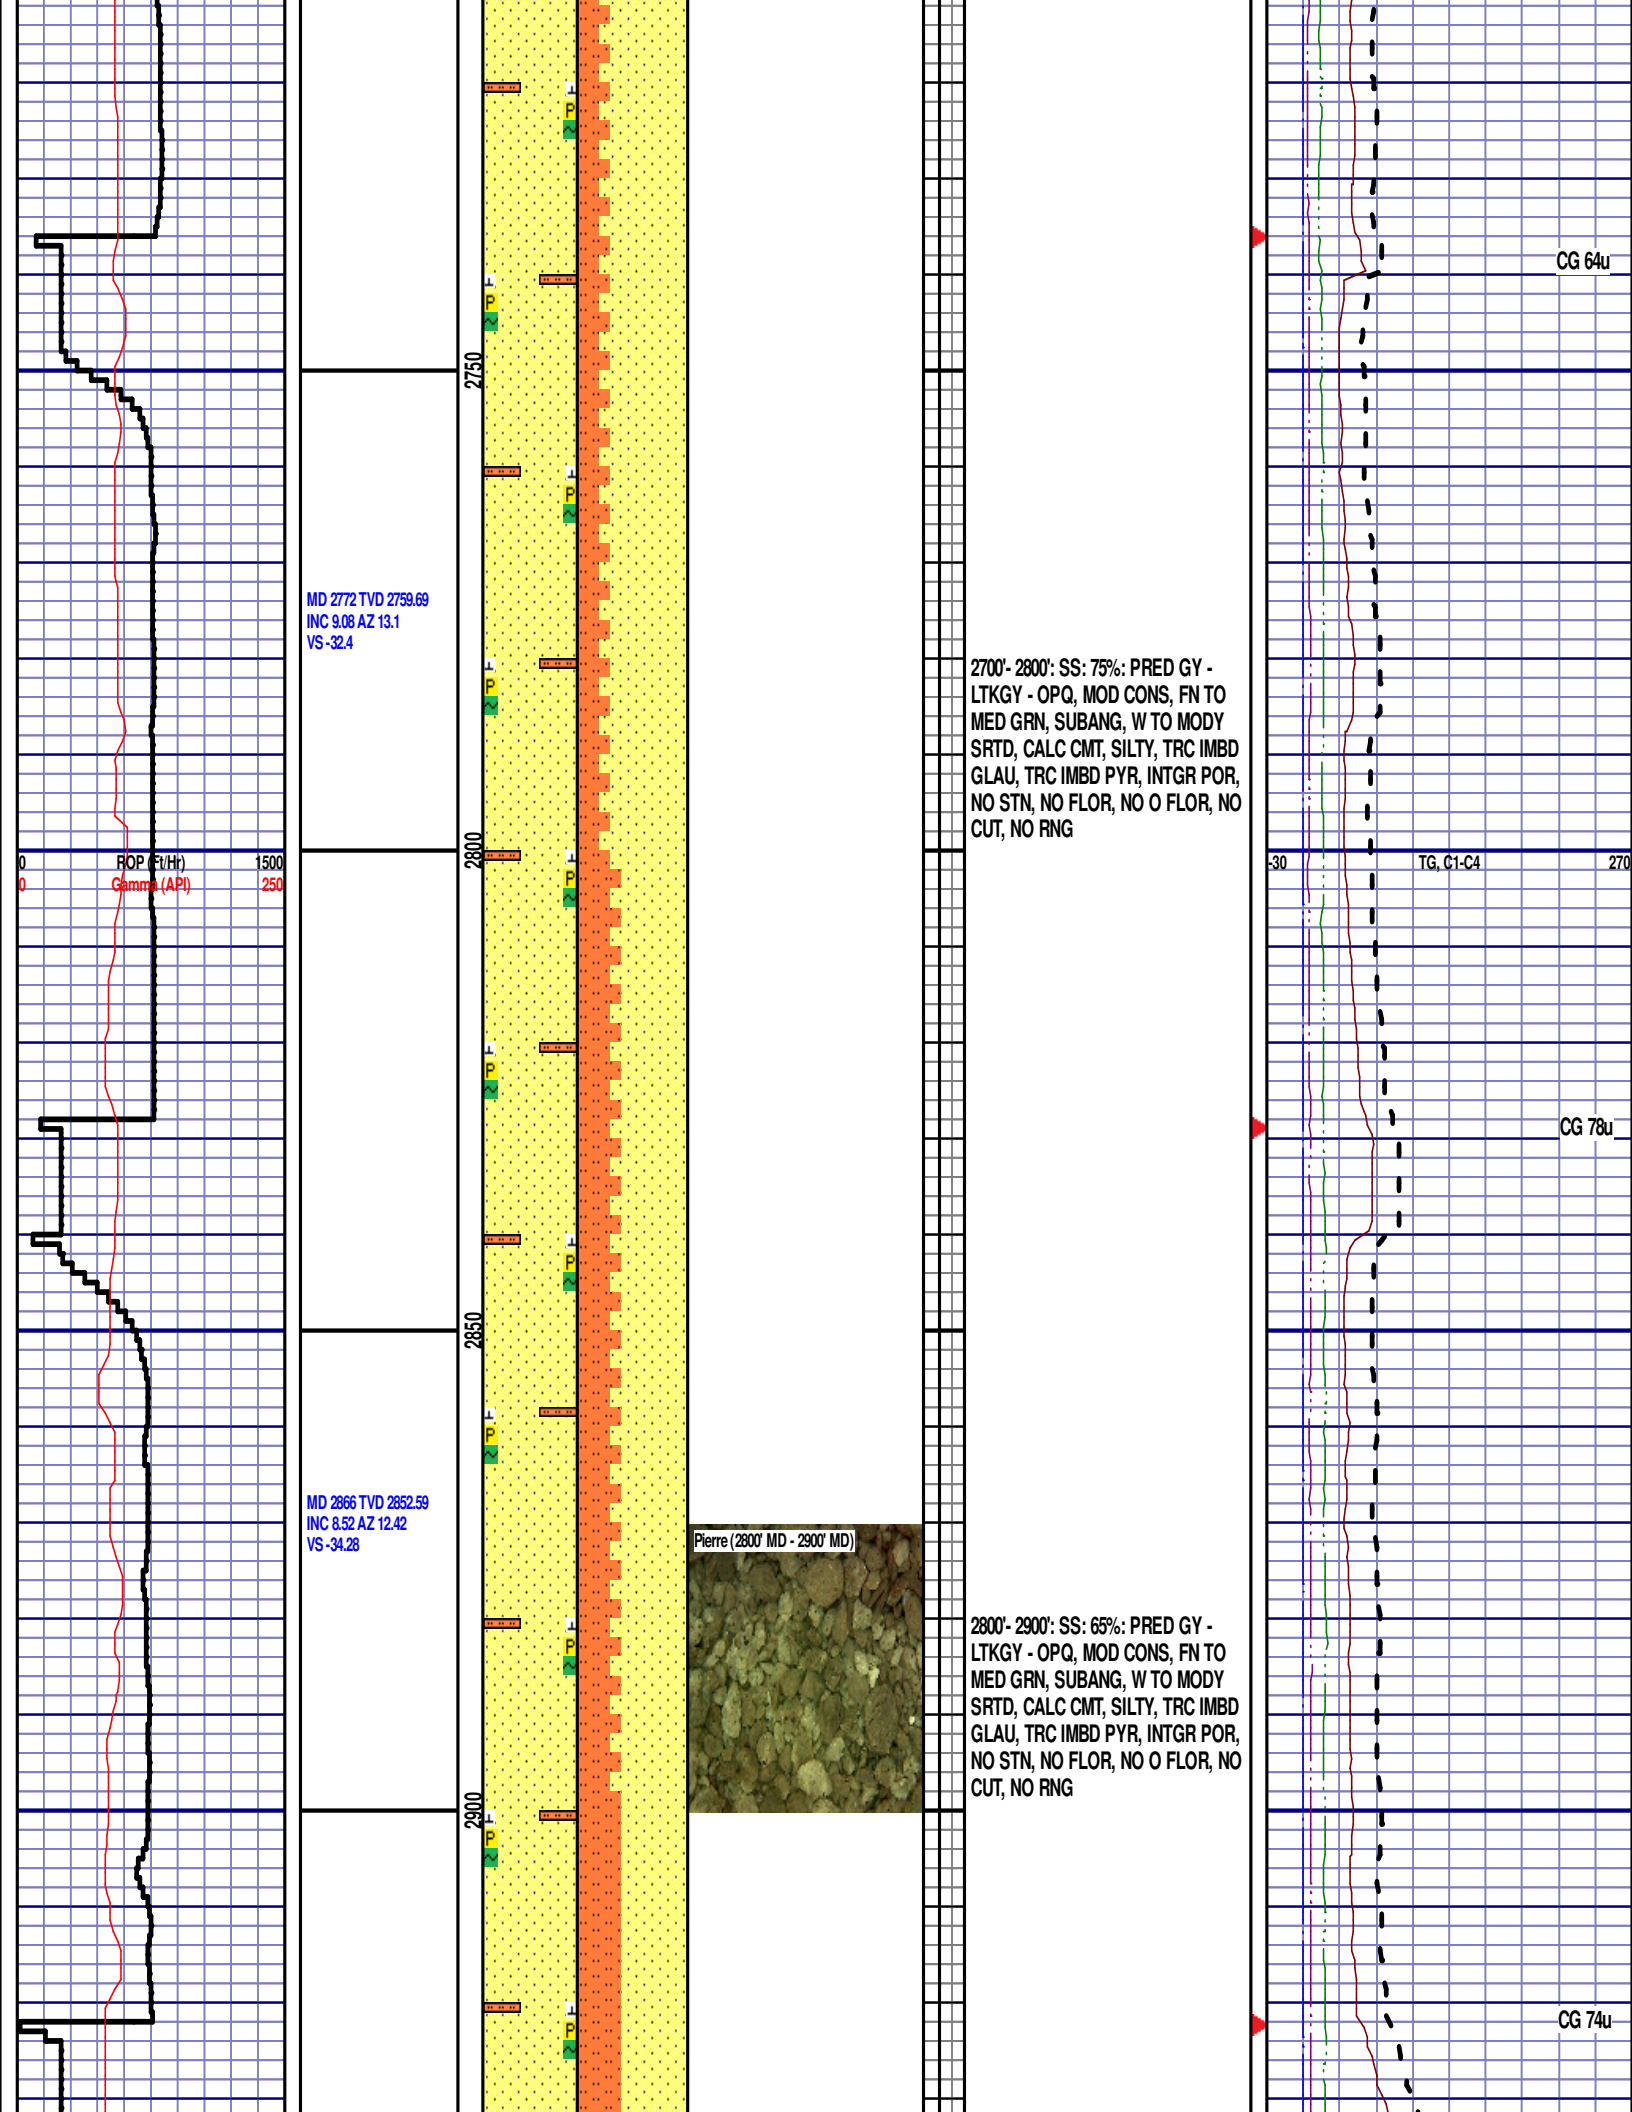 P
CG 64u
P
2750
P
MD 2772 TVD 2759.69
INC 9.08 AZ 13.1
VS -32.4
P
2700'- 2800': SS: 75%: PRED GY -
LTKGY - OPQ, MOD CONS, FN TO
MED GRN, SUBANG, W TO MODY
SRTD, CALC CMT, SILTY, TRC IMBD
GLAU, TRC IMBD PYR, INTGR POR,
NO STN, NO FLOR, NO O FLOR, NO
CUT, NO RNG
2800
0 ROP (Ft/Hr) 1500
0 Gamma (API) 250
-30 TG, C1-C4 270
P
P
CG 78u
P
2850
P
MD 2866 TVD 2852.59
INC 8.52 AZ 12.42
VS -34.28
Pierre (2800' MD - 2900' MD)
P
2800'- 2900': SS: 65%: PRED GY -
LTKGY - OPQ, MOD CONS, FN TO
MED GRN, SUBANG, W TO MODY
SRTD, CALC CMT, SILTY, TRC IMBD
GLAU, TRC IMBD PYR, INTGR POR,
NO STN, NO FLOR, NO O FLOR, NO
CUT, NO RNG
2900
P
CG 74u
P